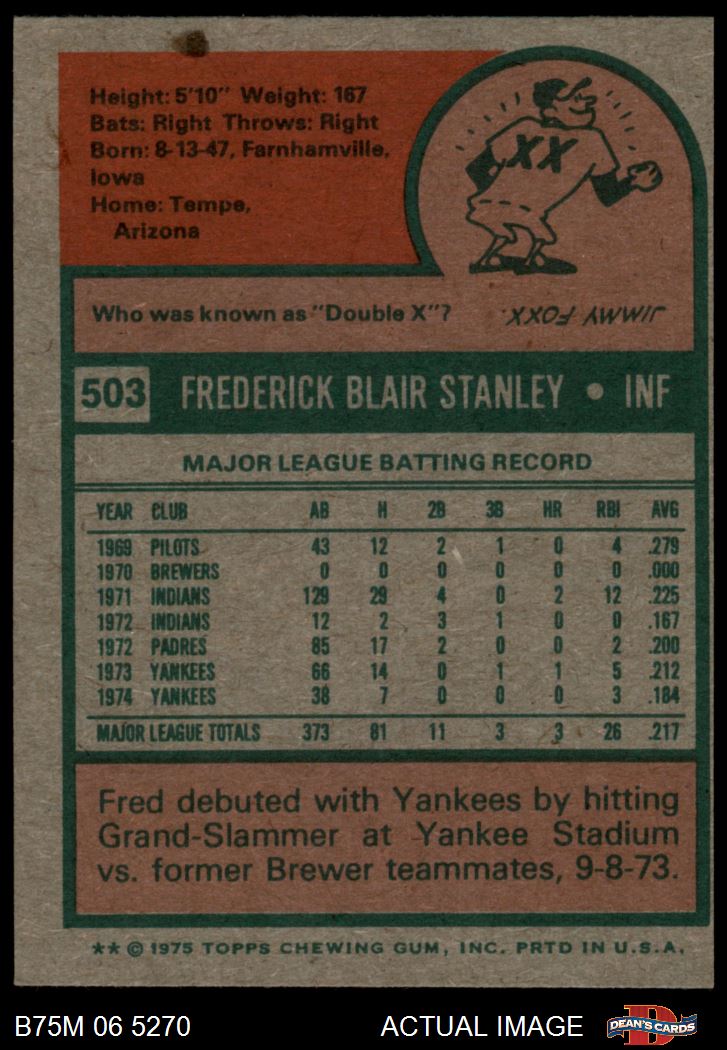 Height: 5'10" Weight: 167
Bats: Right Throws: Right
Born: 8-13-47, Farnhamville,
Iowa
Home: Tempe,
Arizona
XX
Who was known as "Double X"?
JIMMY FOXX.
503 FREDERICK BLAIR STANLEY • INF
MAJOR LEAGUE BATTING RECORD
YEAR CLUB AB H 2B 3B HR RBI AVG
1969 PILOTS 43 12 2 1 0 4 .279
1970 BREWERS 0 0 0 0 0 0 .000
1971 INDIANS 129 29 4 0 2 12 .225
1972 INDIANS 12 2 3 1 0 0 .167
1972 PADRES 85 17 2 0 0 2 .200
1973 YANKEES 66 14 0 1 1 5 .212
1974 YANKEES 38 7 0 0 0 3 .184
MAJOR LEAGUE TOTALS 373 81 11 3 3 26 .217
Fred debuted with Yankees by hitting
Grand-Slammer at Yankee Stadium
vs. former Brewer teammates, 9-8-73.
** © 1975 TOPPS CHEWING GUM, INC. PRTD IN U.S.A.
B75M 06 5270 ACTUAL IMAGE
D
DEAN'S CARDS